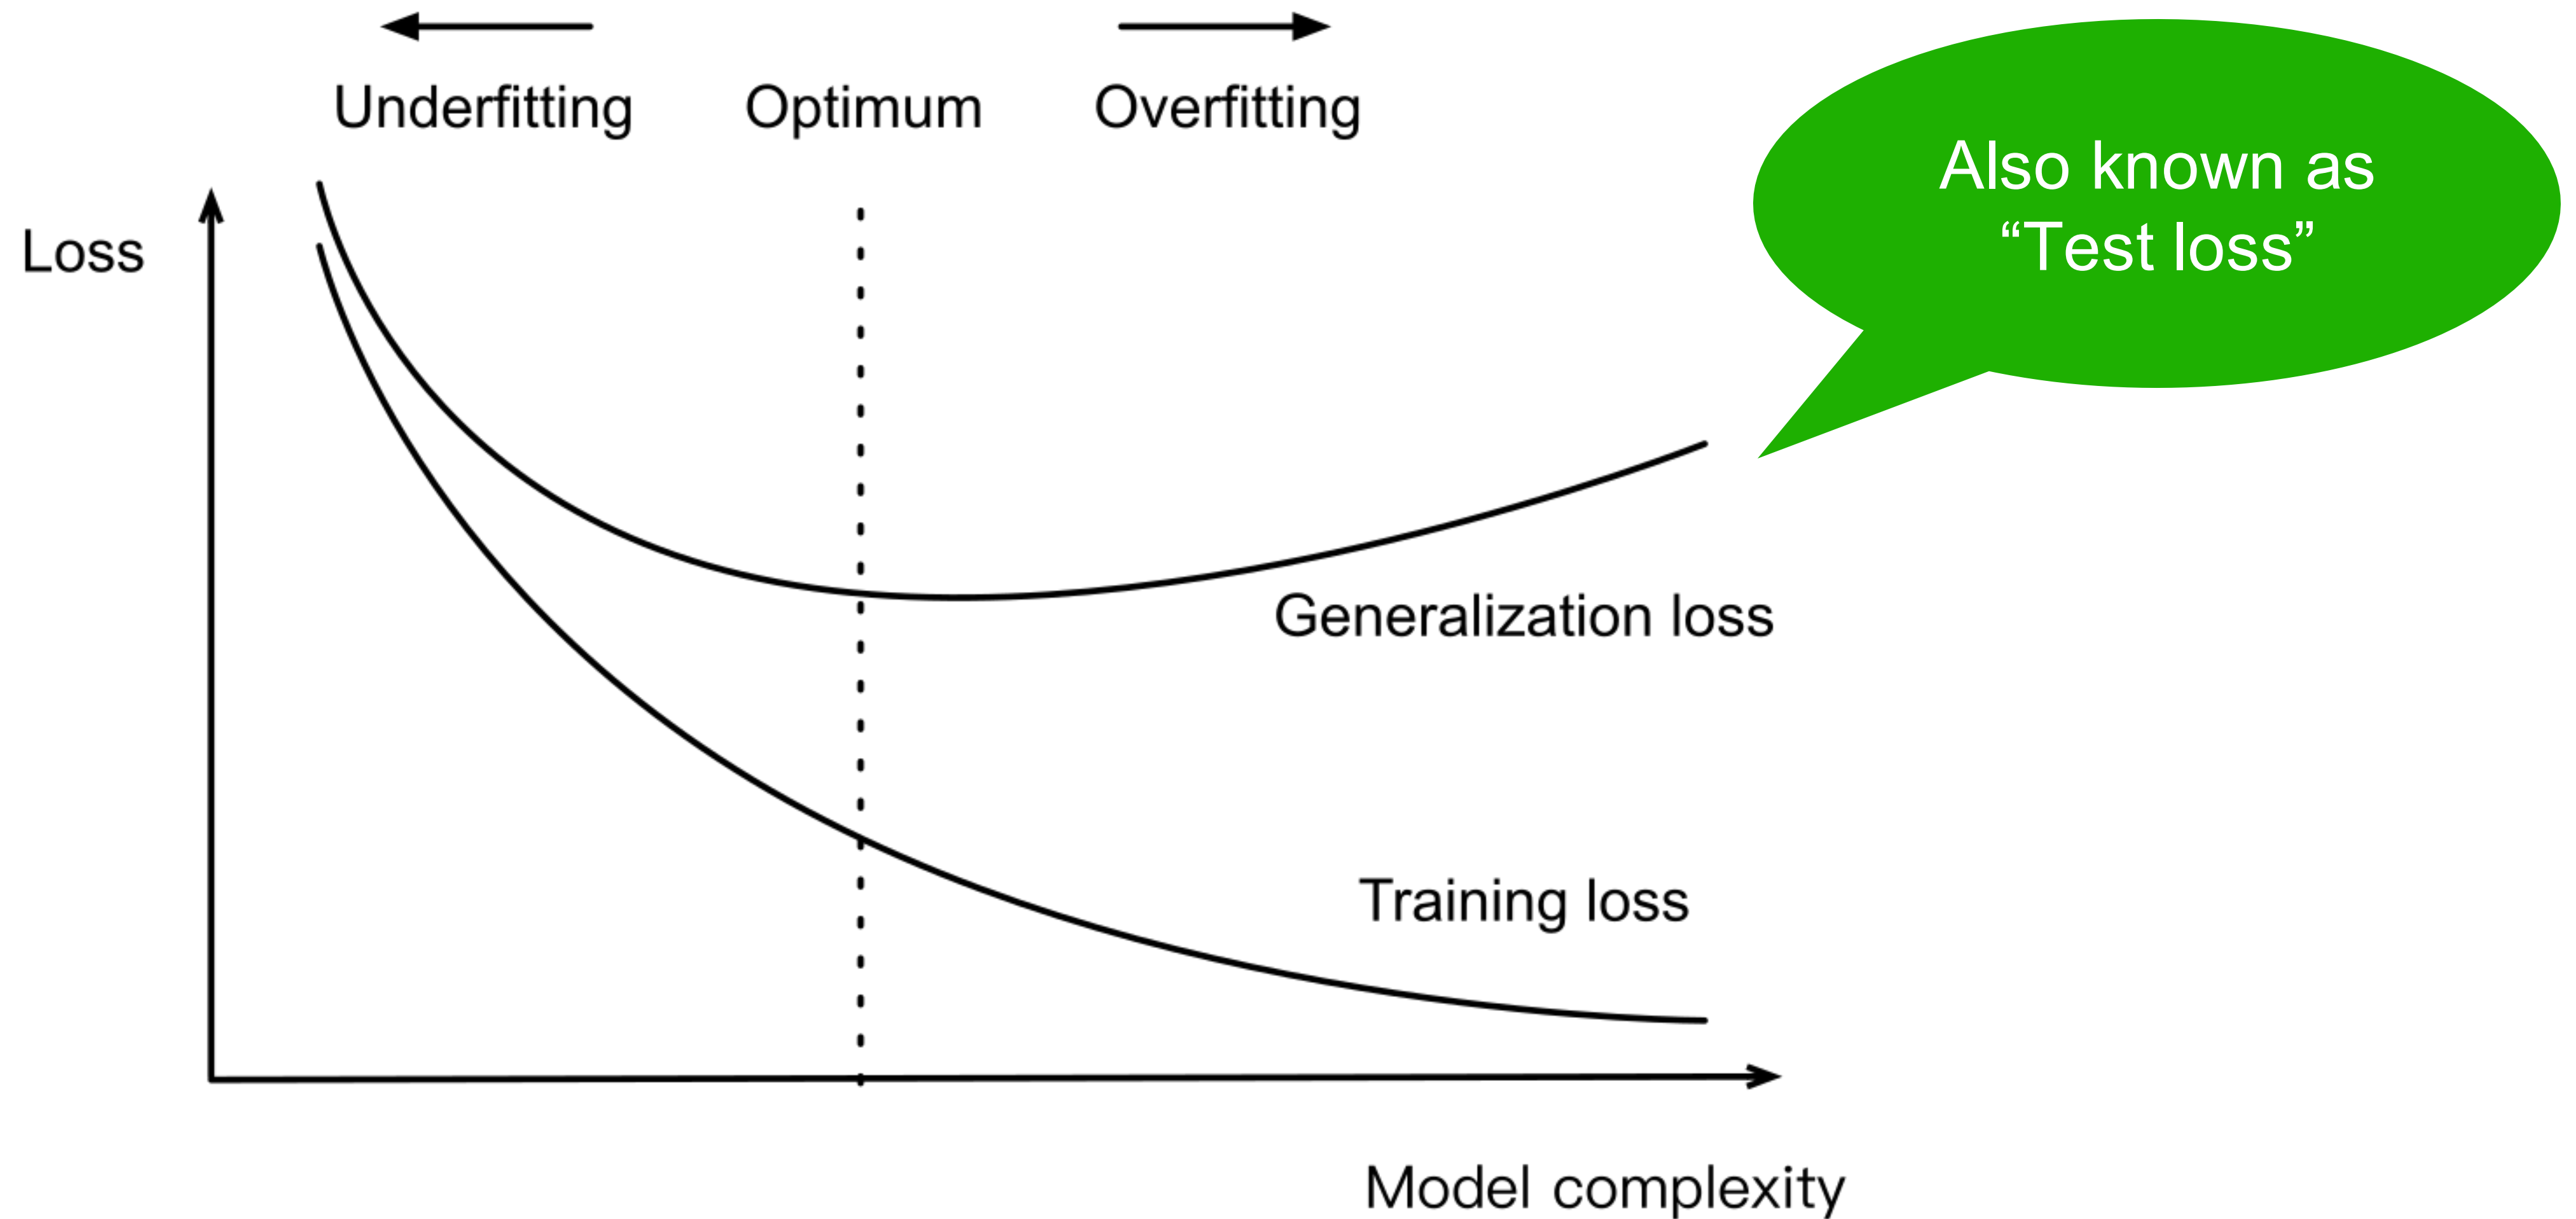 Underfitting Optimum Overfitting
Also known as
“Test loss”
Loss
Generalization loss
Training loss
Model complexity